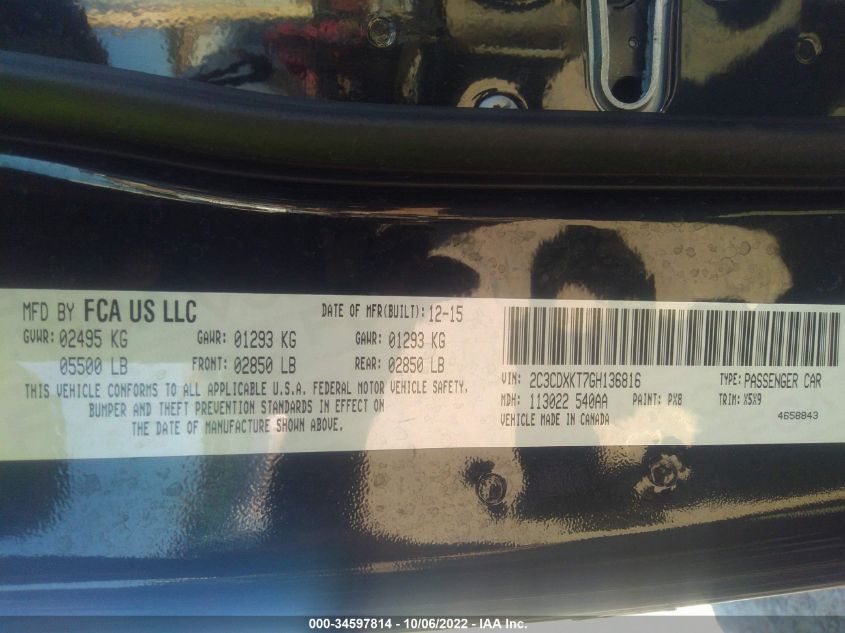 MFD BY FCA US LLC DATE OF MFR(BUILT): 12-15
GVWR: 02495 KG GAWR: 01293 KG GAWR: 01293 KG
05500 LB FRONT: 02850 LB REAR: 02850 LB
THIS VEHICLE CONFORMS TO ALL APPLICABLE U.S.A. FEDERAL MOTOR VEHICLE SAFETY,
BUMPER AND THEFT PREVENTION STANDARDS IN EFFECT ON
THE DATE OF MANUFACTURE SHOWN ABOVE.
VIN: 2C3CDXKT7GH136816 TYPE: PASSENGER CAR
MDH: 113022 540AA PAINT: PX8 TRIM: X5X9
VEHICLE MADE IN CANADA 4658843
000-34597814 - 10/06/2022 - IAA Inc.